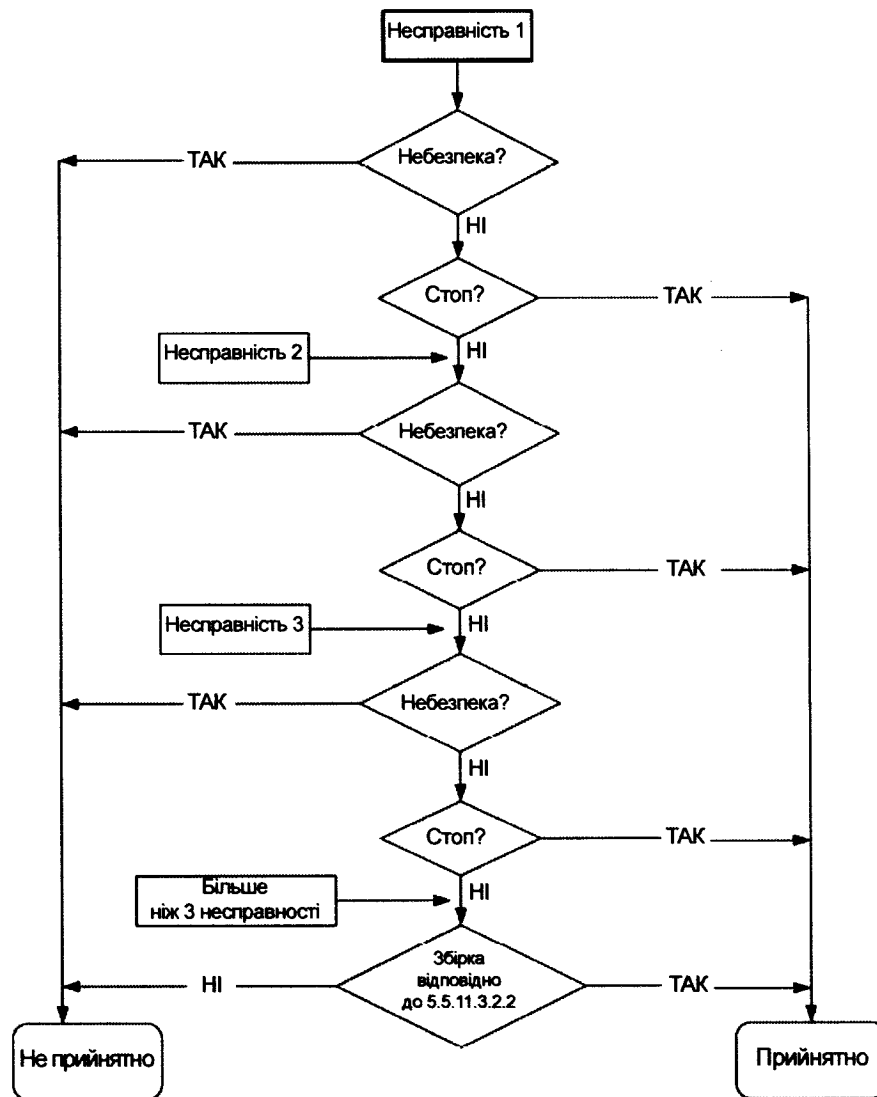 Несправність 1
Небезпека?
ТАК
НІ
Стоп?
ТАК
Несправність 2
НІ
Небезпека?
ТАК
НІ
Стоп?
ТАК
Несправність 3
НІ
Небезпека?
ТАК
НІ
Стоп?
ТАК
Більше
ніж 3 несправності
НІ
Збірка
відповідно
до 5.5.11.3.2.2
НІ
ТАК
Не прийнятно
Прийнятно